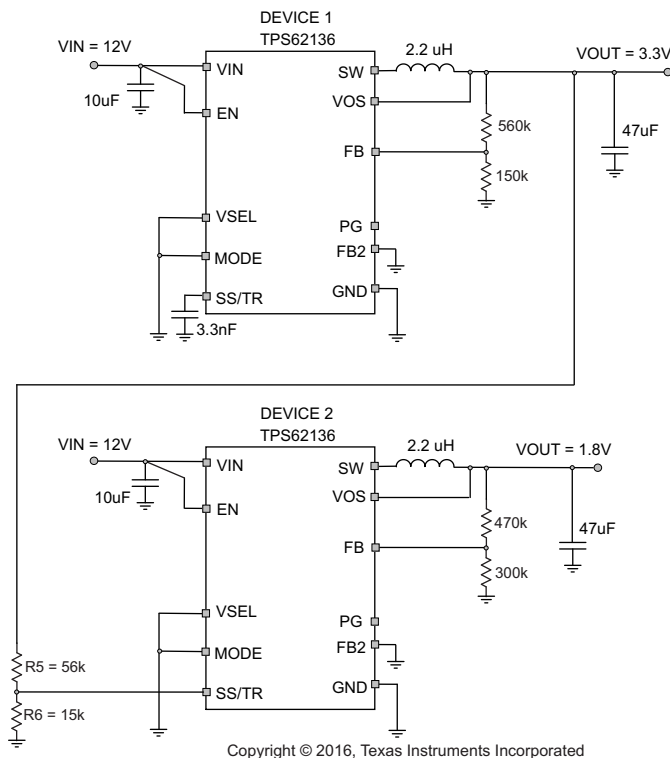 DEVICE 1
TPS62136
VIN = 12V
VIN
SW
2.2 uH
VOUT = 3.3V
10uF
EN
VOS
560k
47uF
FB
150k
VSEL
PG
MODE
FB2
SS/TR
GND
3.3nF
DEVICE 2
TPS62136
VIN = 12V
VIN
SW
2.2 uH
VOUT = 1.8V
10uF
EN
VOS
470k
47uF
FB
300k
VSEL
PG
MODE
FB2
R5 = 56k
SS/TR
GND
R6 = 15k
Copyright © 2016, Texas Instruments Incorporated